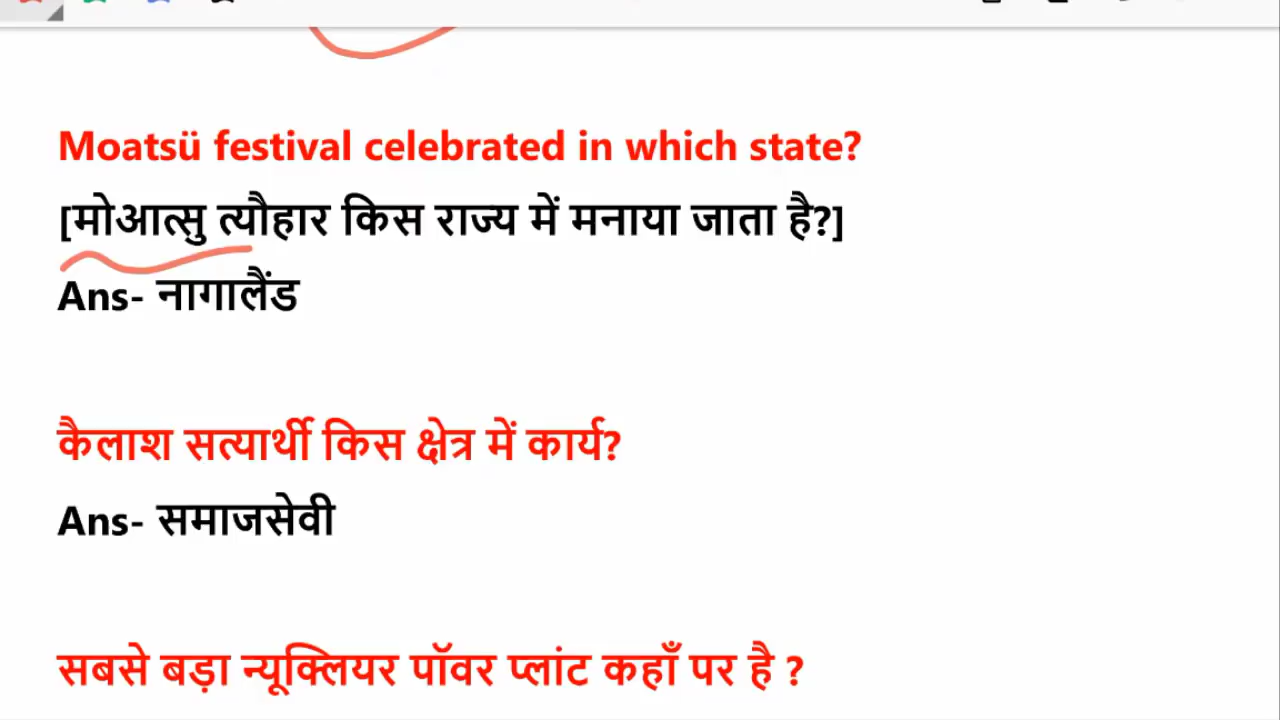 Moatsü festival celebrated in which state?
[मोआत्सु त्यौहार किस राज्य में मनाया जाता है?]
Ans- नागालैंड
कैलाश सत्यार्थी किस क्षेत्र में कार्य?
Ans- समाजसेवी
सबसे बड़ा न्यूक्लियर पॉवर प्लांट कहाँ पर है ?